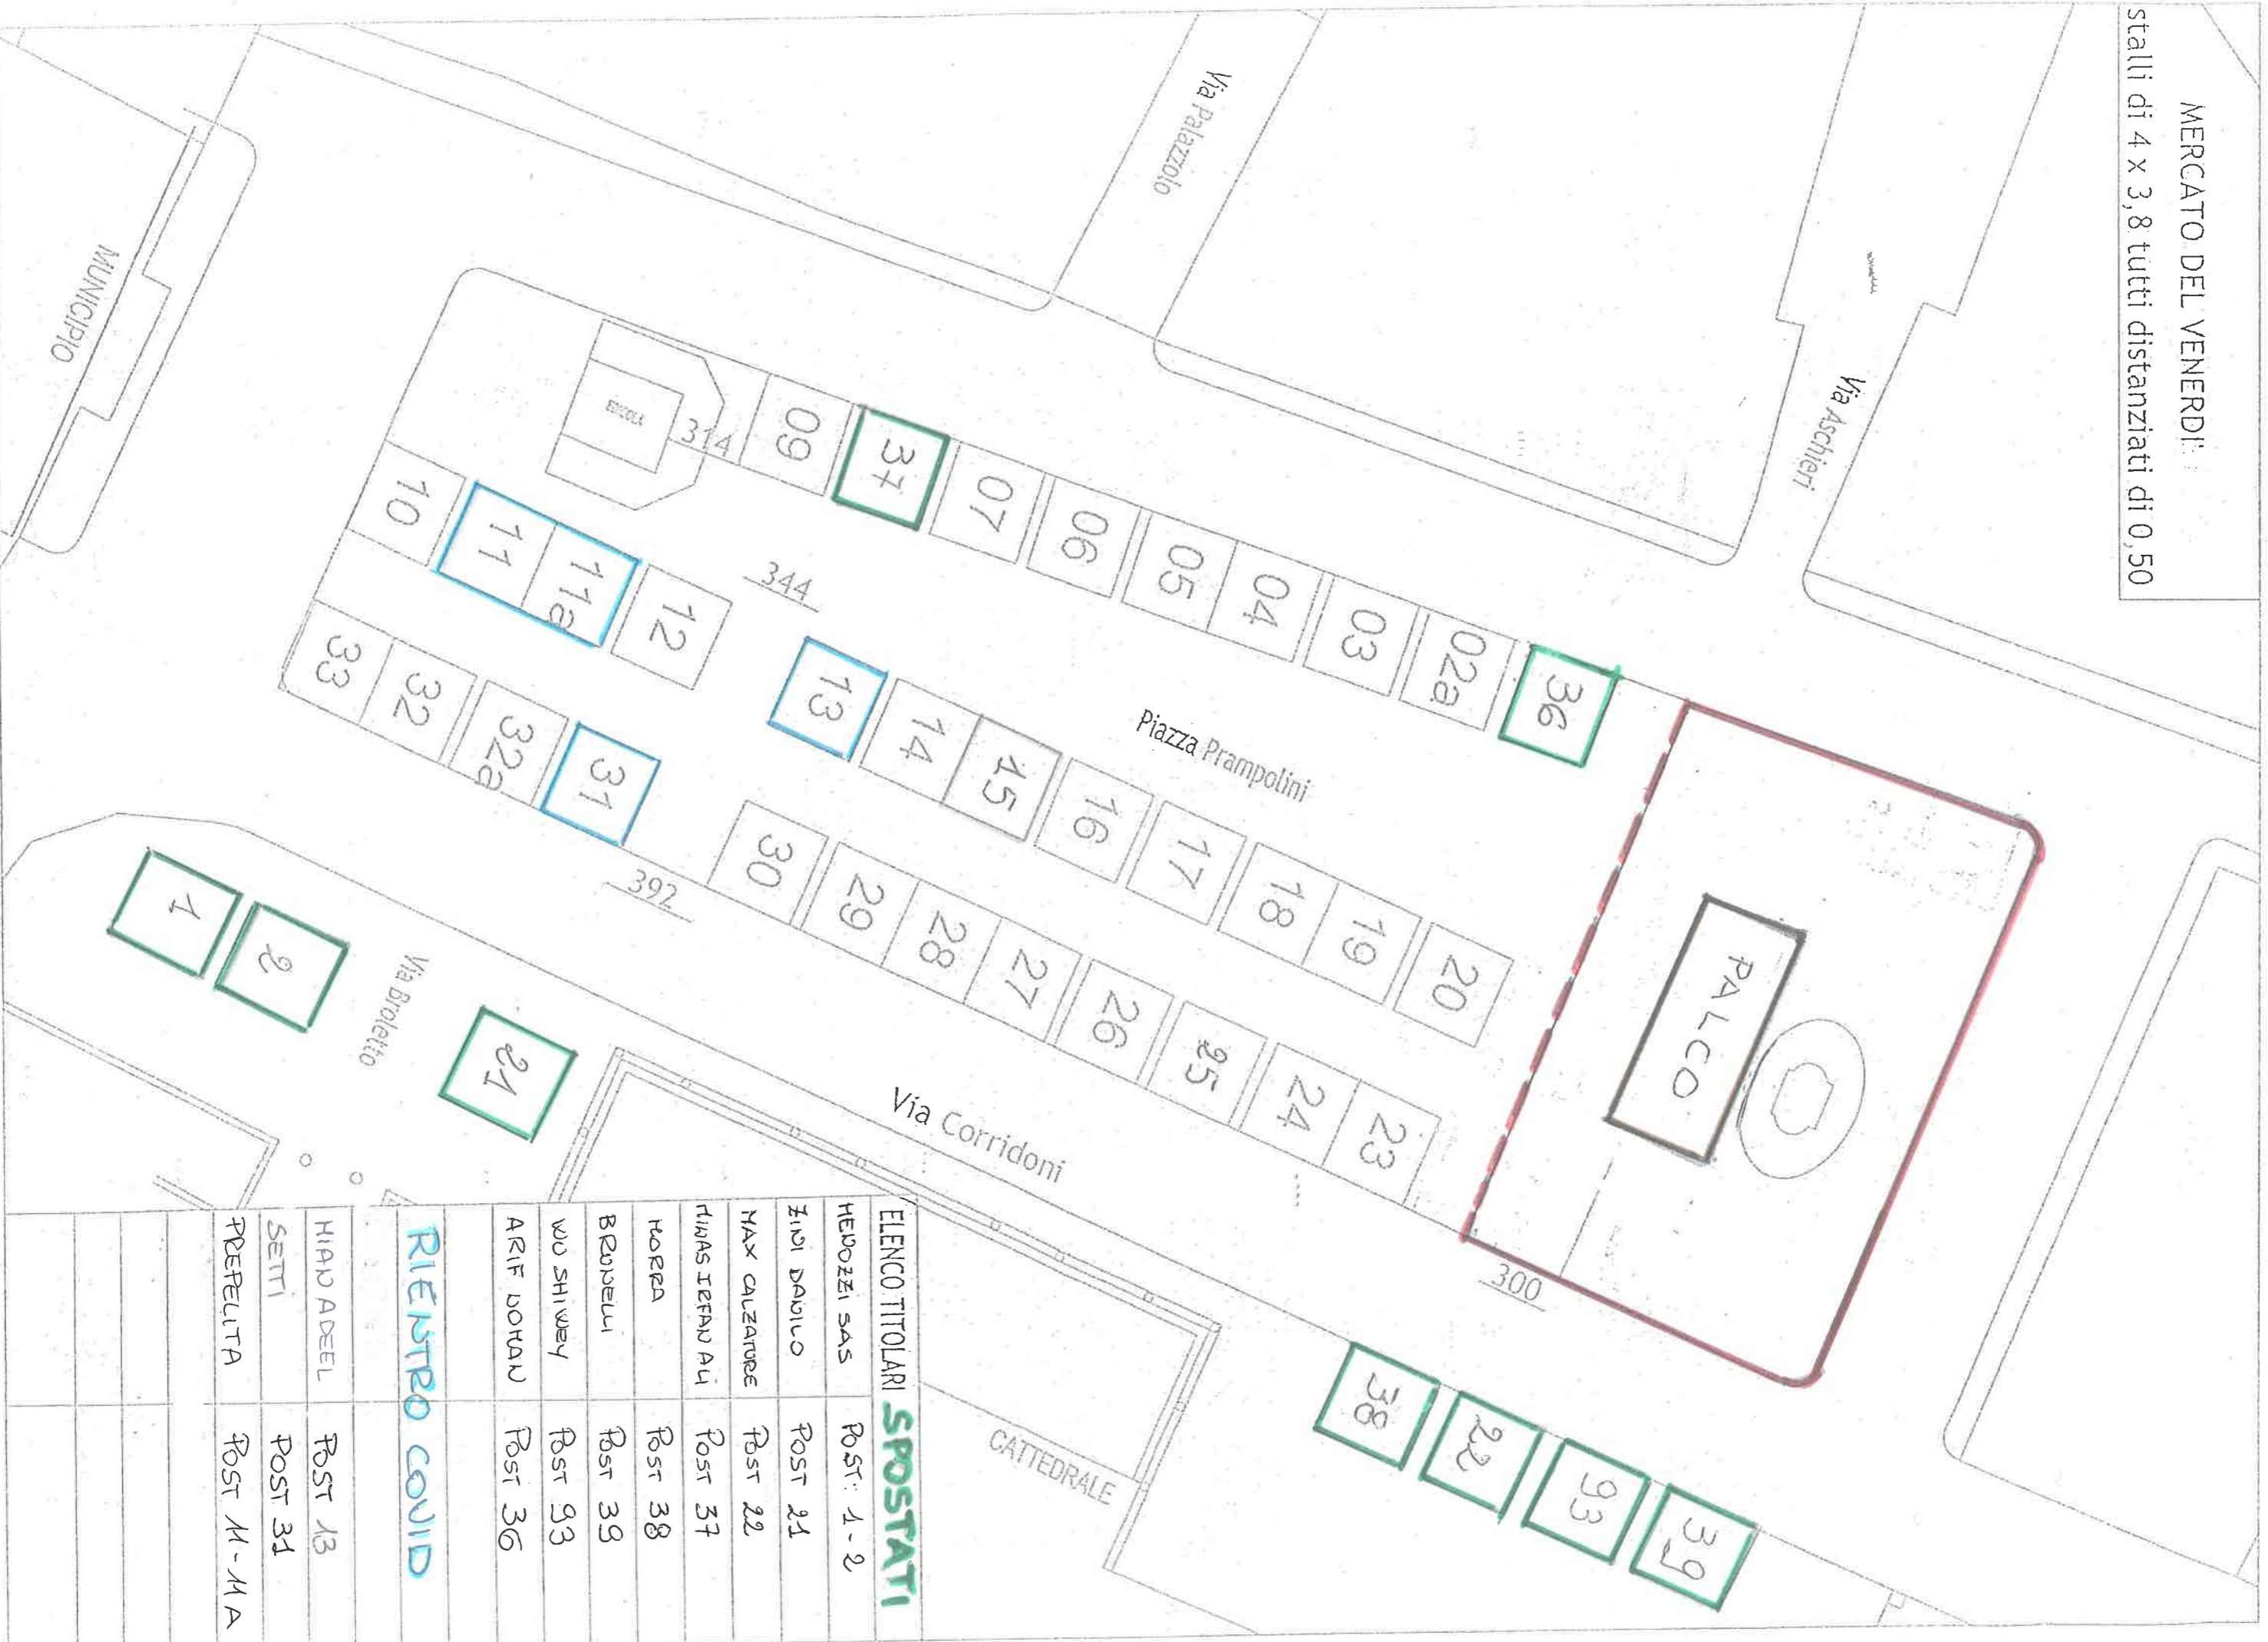 MERCATO DEL VENERDI'
stalli di 4 x 3,8 tutti distanziati di 0,50
Via Aschieri
Via Palazzolo
MUNICIPIO
EDICOLA
314
09
37
07
06
05
04
03
02a
36
344
Piazza Prampolini
10
11
11a
12
13
14
15
16
17
18
19
20
33
32
32a
31
392
30
29
28
27
26
25
24
23
PALCO
300
1
2
Via Broletto
21
Via Corridoni
CATTEDRALE
38
22
93
39
ELENCO TITOLARI SPOSTATI
MENOZZI SAS POST: 1-2
ZINI DANILO POST 21
MAX CALZATURE POST 22
MINAS IRFAN ALI POST 37
MORRA POST 38
BRUNELLI POST 39
WU SHIWEY POST 93
ARIF NOMAN POST 36
RIENTRO COVID
MIAN ADEEL POST 13
SETTI POST 31
PREPELITA POST 11-11A